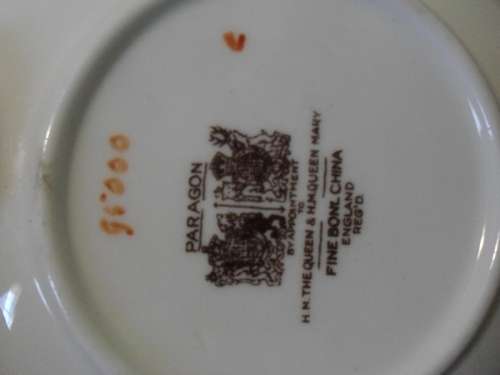 PARAGON
BY APPOINTMENT
TO
H.M. THE QUEEN & H.M. QUEEN MARY
FINE BONE CHINA
ENGLAND
REG'D.